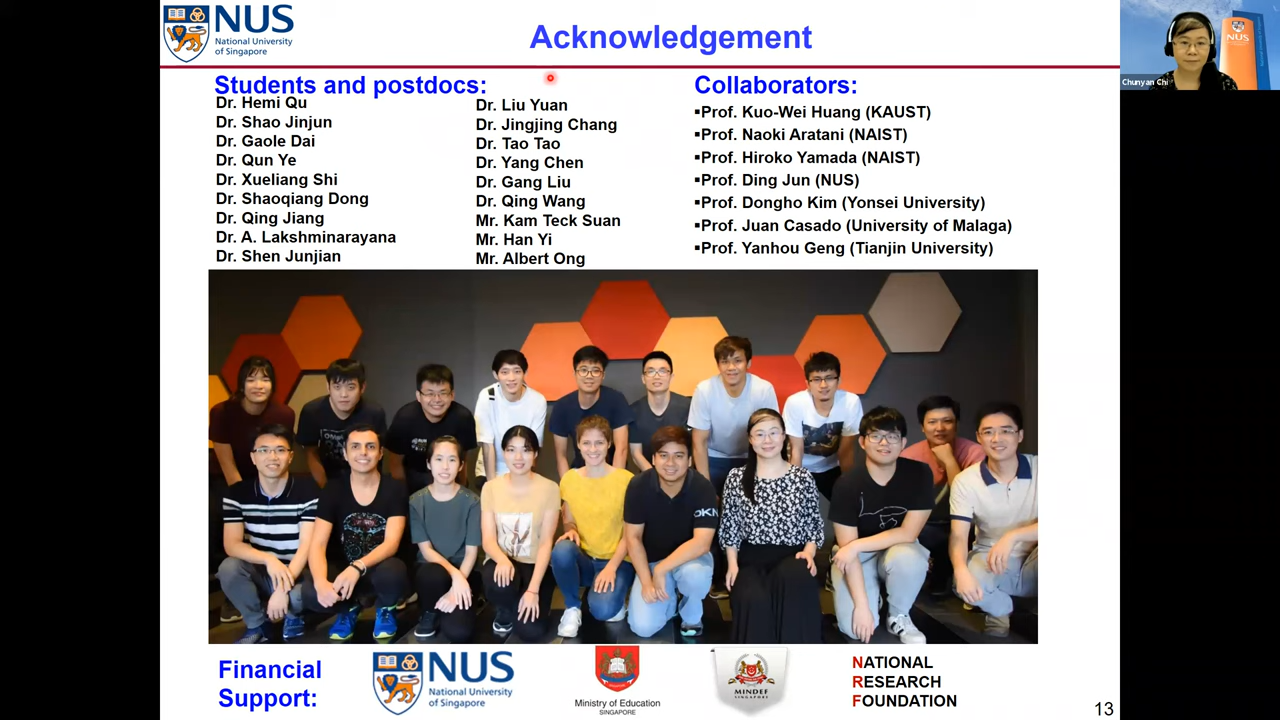 NUS
National University
of Singapore
Acknowledgement
NUS
Chunyan Chi
Students and postdocs:
Dr. Hemi Qu
Dr. Shao Jinjun
Dr. Gaole Dai
Dr. Qun Ye
Dr. Xueliang Shi
Dr. Shaoqiang Dong
Dr. Qing Jiang
Dr. A. Lakshminarayana
Dr. Shen Junjian
Dr. Liu Yuan
Dr. Jingjing Chang
Dr. Tao Tao
Dr. Yang Chen
Dr. Gang Liu
Dr. Qing Wang
Mr. Kam Teck Suan
Mr. Han Yi
Mr. Albert Ong
Collaborators:
▪Prof. Kuo-Wei Huang (KAUST)
▪Prof. Naoki Aratani (NAIST)
▪Prof. Hiroko Yamada (NAIST)
▪Prof. Ding Jun (NUS)
▪Prof. Dongho Kim (Yonsei University)
▪Prof. Juan Casado (University of Malaga)
▪Prof. Yanhou Geng (Tianjin University)
Financial
Support:
NUS
National University
of Singapore
Ministry of Education
SINGAPORE
MINDEF
SINGAPORE
NATIONAL
RESEARCH
FOUNDATION
13